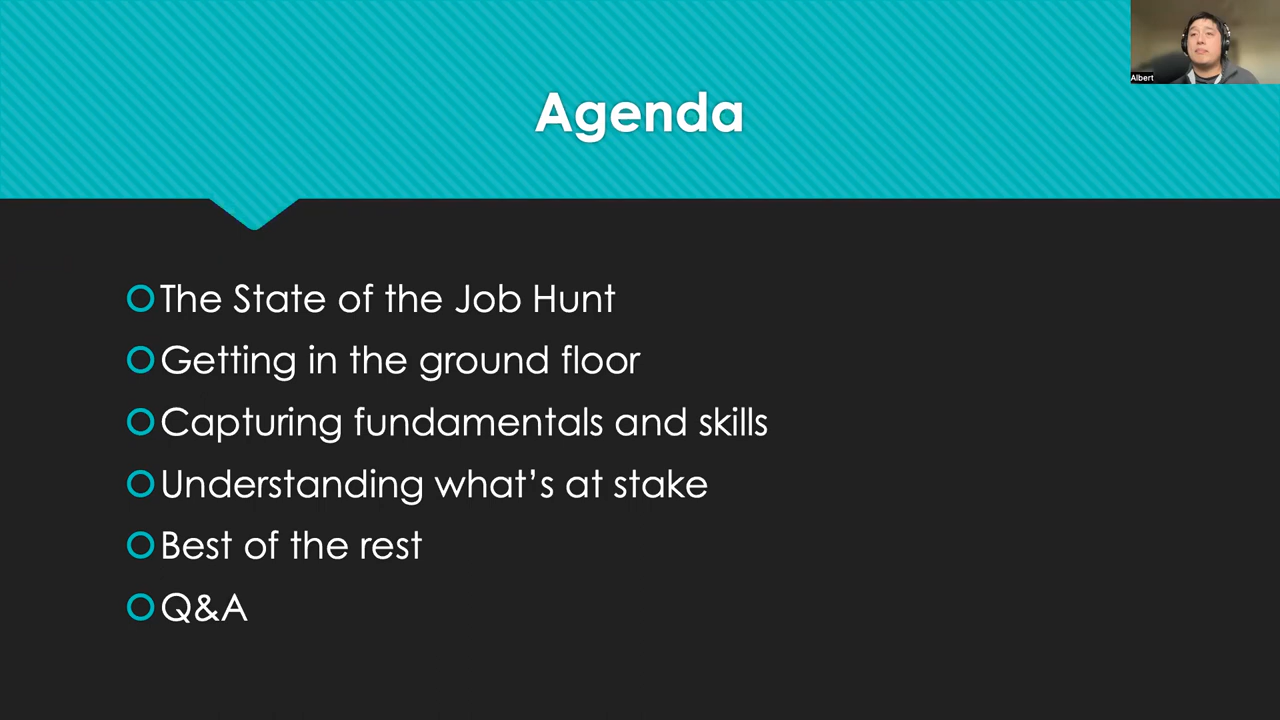 Albert
Agenda
The State of the Job Hunt
Getting in the ground floor
Capturing fundamentals and skills
Understanding what’s at stake
Best of the rest
Q&A